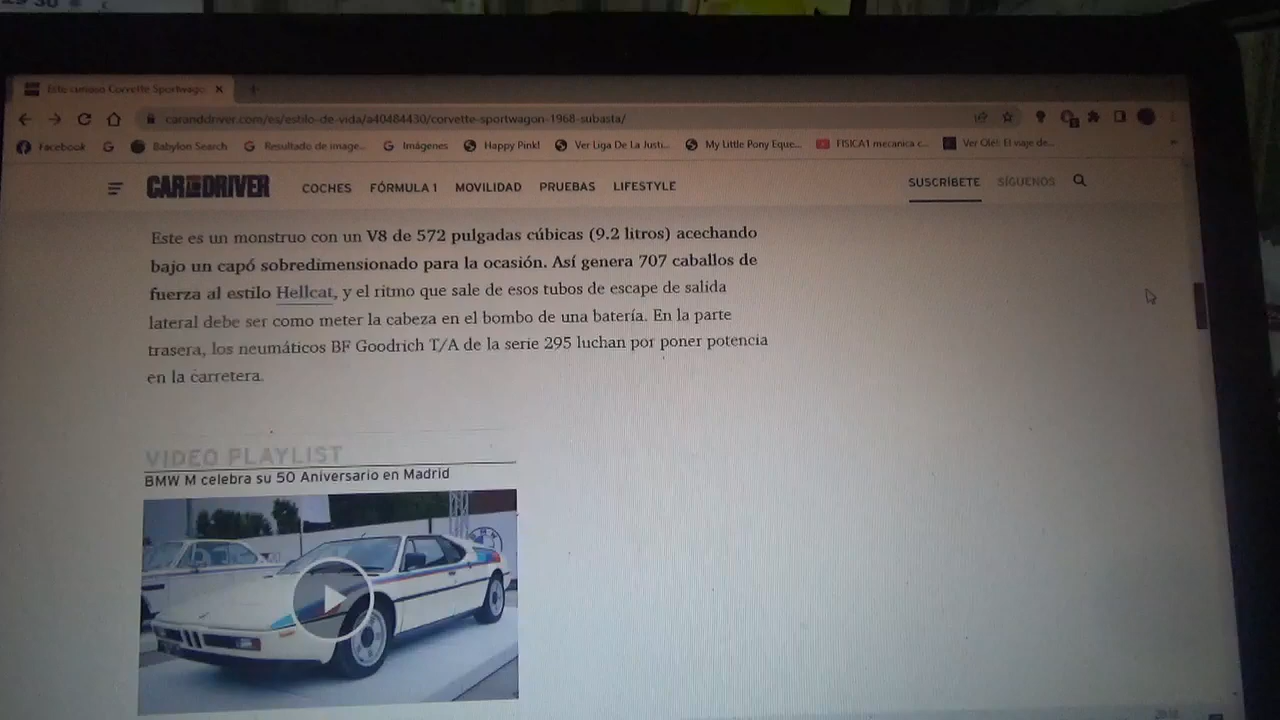 Este curioso Corvette Sportwago
caranddriver.com/es/estilo-de-vida/a40484430/corvette-sportwagon-1968-subasta/
Facebook
Babylon Search
Resultado de image...
Imágenes
Happy Pink!
Ver Liga De La Justi...
My Little Pony Eque...
FISICA1 mecanica c...
Ver Olé!: El viaje de...
CAR AND DRIVER
COCHES FÓRMULA 1 MOVILIDAD PRUEBAS LIFESTYLE
SUSCRÍBETE SÍGUENOS
Este es un monstruo con un V8 de 572 pulgadas cúbicas (9.2 litros) acechando
bajo un capó sobredimensionado para la ocasión. Así genera 707 caballos de
fuerza al estilo Hellcat, y el ritmo que sale de esos tubos de escape de salida
lateral debe ser como meter la cabeza en el bombo de una batería. En la parte
trasera, los neumáticos BF Goodrich T/A de la serie 295 luchan por poner potencia
en la carretera.
VIDEO PLAYLIST
BMW M celebra su 50 Aniversario en Madrid